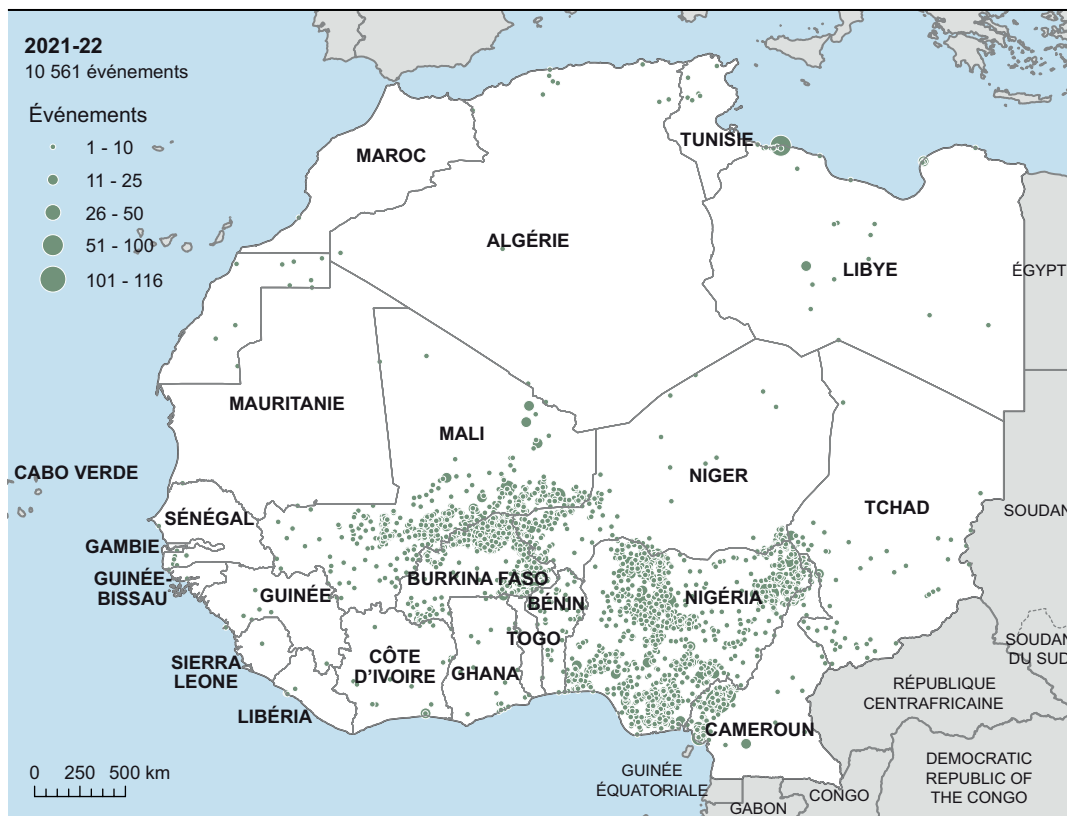 2021-22
10 561 événements
Événements
1 - 10
11 - 25
26 - 50
51 - 100
101 - 116
MAROC
TUNISIE
ALGÉRIE
LIBYE
ÉGYPT
MAURITANIE
MALI
NIGER
TCHAD
SOUDAN
CABO VERDE
SÉNÉGAL
GAMBIE
GUINÉE-
BISSAU
GUINÉE
BURKINA FASO
BÉNIN
NIGÉRIA
TOGO
SIERRA
LEONE
CÔTE
D'IVOIRE
GHANA
LIBÉRIA
CAMEROUN
SOUDAN
DU SUD
RÉPUBLIQUE
CENTRAFRICAINE
GUINÉE
ÉQUATORIALE
GABON
CONGO
DEMOCRATIC
REPUBLIC OF
THE CONGO
0 250 500 km